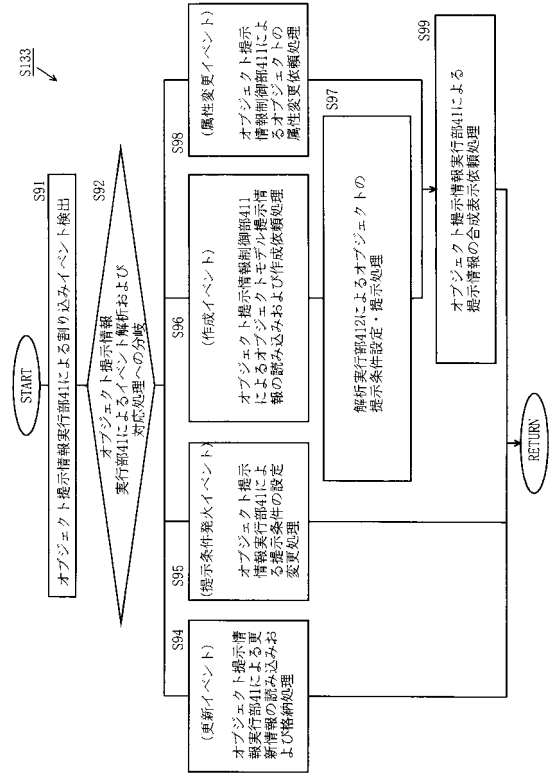 S133
START
S91
オブジェクト提示情報実行部41による割り込みイベント検出
S92
オブジェクト提示情報
実行部41によるイベント解析および
対応処理への分岐
S94
(更新イベント)
オブジェクト提示情
報実行部41による更
新情報の読み込みお
よび格納処理
S95
(提示条件発火イベント)
オブジェクト提示
情報実行部41によ
る提示条件の設定
変更処理
S96
(作成イベント)
オブジェクト提示情報制御部411
によるオブジェクトモデル提示情
報の読み込みおよび作成依頼処理
S98
(属性変更イベント)
オブジェクト提示
情報制御部411によ
るオブジェクトの
属性変更依頼処理
S97
解析実行部412によるオブジェクトの
提示条件設定・提示処理
S99
オブジェクト提示情報実行部41による
提示情報の合成表示依頼処理
RETURN